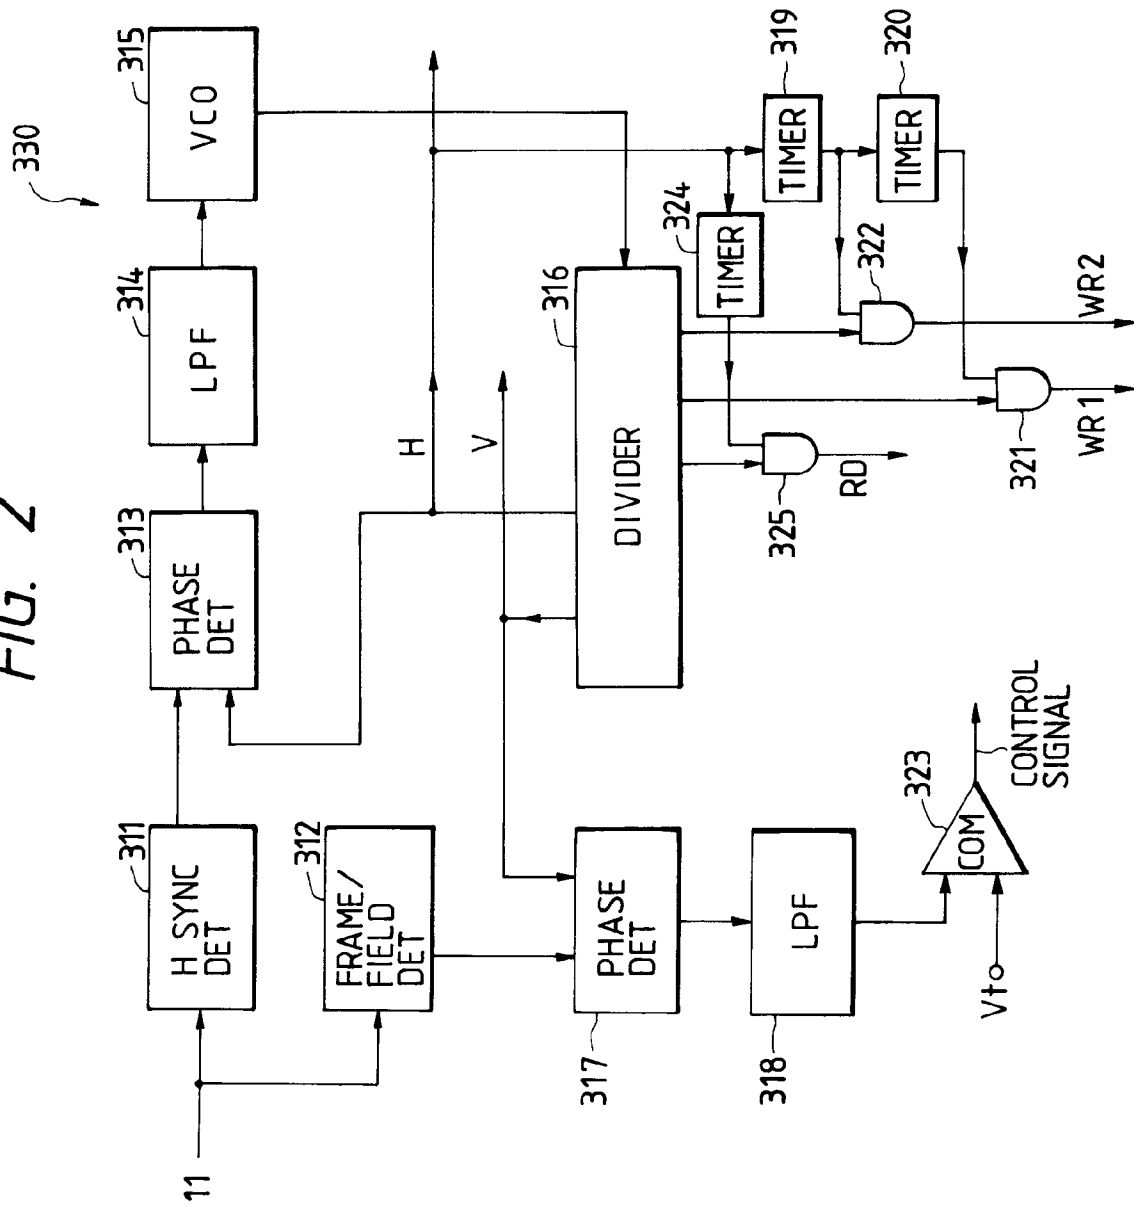 FIG. 2
330
11
311
H SYNC
DET
313
PHASE
DET
314
LPF
315
VCO
312
FRAME/
FIELD
DET
H
V
317
PHASE
DET
316
DIVIDER
324
TIMER
319
TIMER
320
TIMER
318
LPF
325
RD
322
WR2
321
WR1
323
COM
Vto
CONTROL
SIGNAL